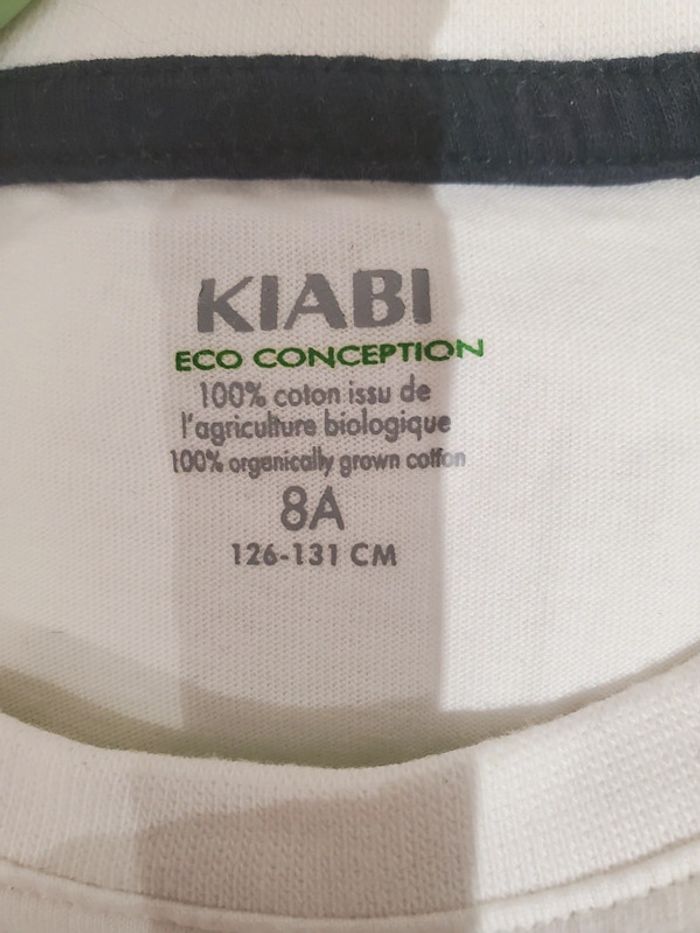 KIABI
ECO CONCEPTION
100% coton issu de
l'agriculture biologique
100% organically grown cotton
8A
126-131 CM